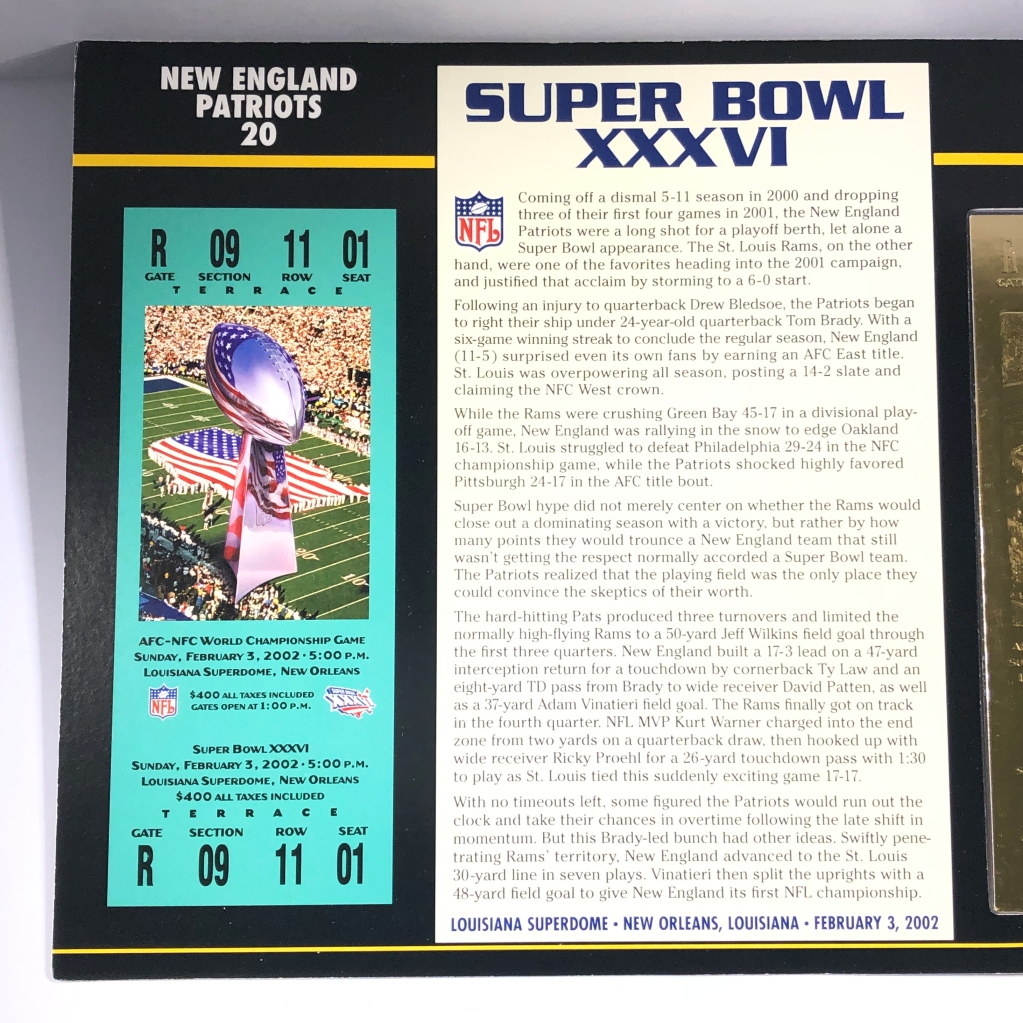 NEW ENGLAND
PATRIOTS
20
R 09 11 01
GATE SECTION ROW SEAT
TERRACE
AFC-NFC WORLD CHAMPIONSHIP GAME
SUNDAY, FEBRUARY 3, 2002 • 5:00 P.M.
LOUISIANA SUPERDOME, NEW ORLEANS
NFL
$400 ALL TAXES INCLUDED
GATES OPEN AT 1:00 P.M.
SUPER BOWL XXXVI
SUNDAY, FEBRUARY 3, 2002 • 5:00 P.M.
LOUISIANA SUPERDOME, NEW ORLEANS
$400 ALL TAXES INCLUDED
TERRACE
GATE SECTION ROW SEAT
R 09 11 01
SUPER BOWL
XXXVI
NFL
Coming off a dismal 5-11 season in 2000 and dropping
three of their first four games in 2001, the New England
Patriots were a long shot for a playoff berth, let alone a
Super Bowl appearance. The St. Louis Rams, on the other
hand, were one of the favorites heading into the 2001 campaign,
and justified that acclaim by storming to a 6-0 start.
Following an injury to quarterback Drew Bledsoe, the Patriots began
to right their ship under 24-year-old quarterback Tom Brady. With a
six-game winning streak to conclude the regular season, New England
(11-5) surprised even its own fans by earning an AFC East title.
St. Louis was overpowering all season, posting a 14-2 slate and
claiming the NFC West crown.
While the Rams were crushing Green Bay 45-17 in a divisional play-
off game, New England was rallying in the snow to edge Oakland
16-13. St. Louis struggled to defeat Philadelphia 29-24 in the NFC
championship game, while the Patriots shocked highly favored
Pittsburgh 24-17 in the AFC title bout.
Super Bowl hype did not merely center on whether the Rams would
close out a dominating season with a victory, but rather by how
many points they would trounce a New England team that still
wasn't getting the respect normally accorded a Super Bowl team.
The Patriots realized that the playing field was the only place they
could convince the skeptics of their worth.
The hard-hitting Pats produced three turnovers and limited the
normally high-flying Rams to a 50-yard Jeff Wilkins field goal through
the first three quarters. New England built a 17-3 lead on a 47-yard
interception return for a touchdown by cornerback Ty Law and an
eight-yard TD pass from Brady to wide receiver David Patten, as well
as a 37-yard Adam Vinatieri field goal. The Rams finally got on track
in the fourth quarter. NFL MVP Kurt Warner charged into the end
zone from two yards on a quarterback draw, then hooked up with
wide receiver Ricky Proehl for a 26-yard touchdown pass with 1:30
to play as St. Louis tied this suddenly exciting game 17-17.
With no timeouts left, some figured the Patriots would run out the
clock and take their chances in overtime following the late shift in
momentum. But this Brady-led bunch had other ideas. Swiftly pene-
trating Rams' territory, New England advanced to the St. Louis
30-yard line in seven plays. Vinatieri then split the uprights with a
48-yard field goal to give New England its first NFL championship.
LOUISIANA SUPERDOME • NEW ORLEANS, LOUISIANA • FEBRUARY 3, 2002